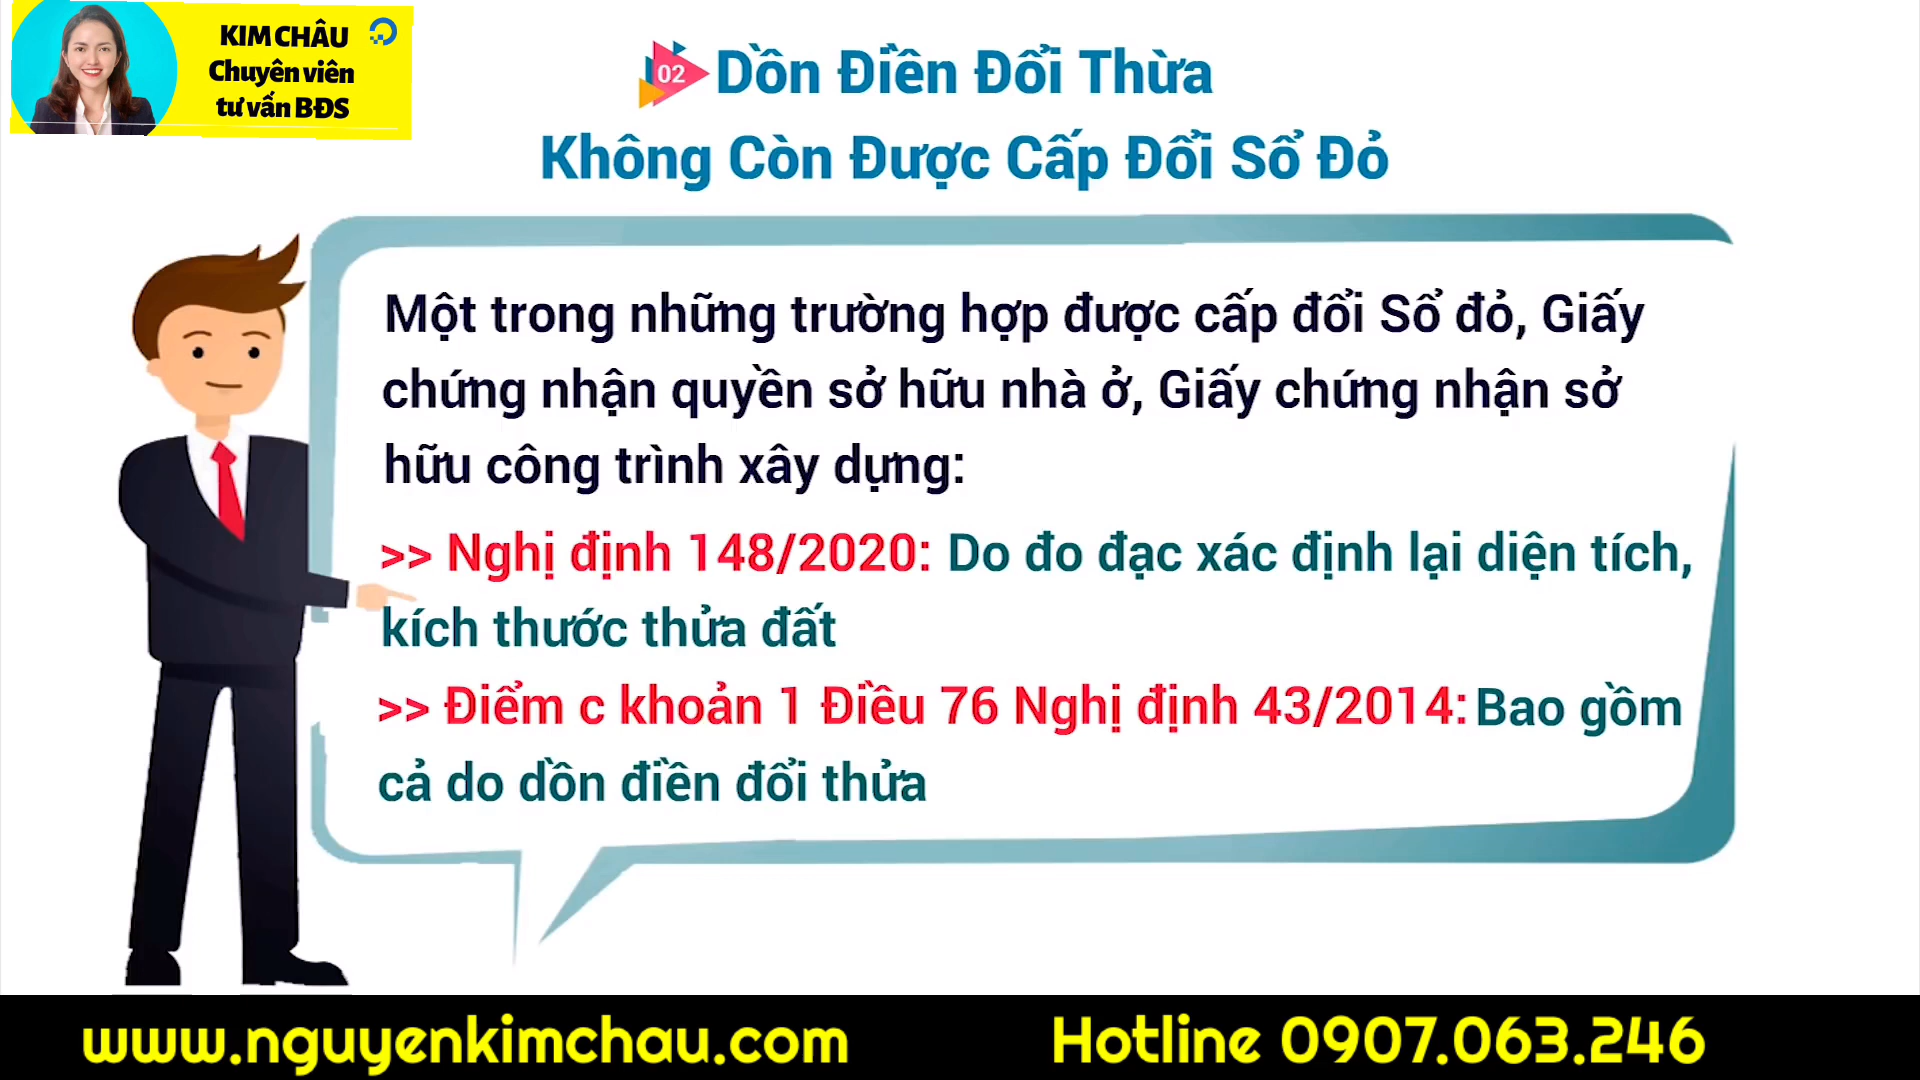 KIM CHÂU
Chuyên viên
tư vấn BĐS
02
Dồn Điền Đổi Thừa
Không Còn Được Cấp Đổi Sổ Đỏ
Một trong những trường hợp được cấp đổi Sổ đỏ, Giấy
chứng nhận quyền sở hữu nhà ở, Giấy chứng nhận sở
hữu công trình xây dựng:
>> Nghị định 148/2020: Do đo đạc xác định lại diện tích,
kích thước thửa đất
>> Điểm c khoản 1 Điều 76 Nghị định 43/2014: Bao gồm
cả do dồn điền đổi thửa
www.nguyenkimchau.com
Hotline 0907.063.246